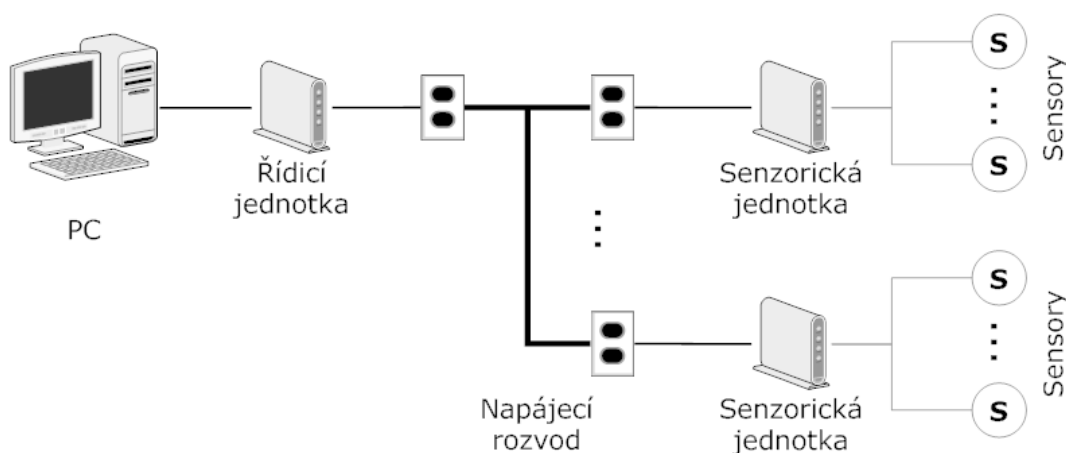 PC
Řídicí
jednotka
Napájecí
rozvod
Senzorická
jednotka
S
S
Sensory
Senzorická
jednotka
S
S
Sensory